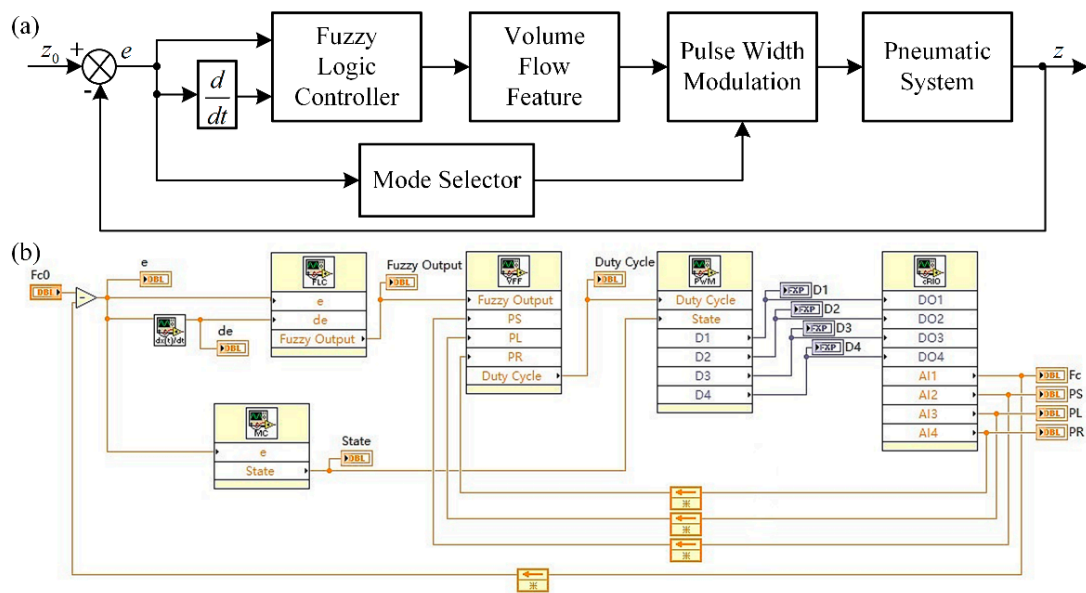 (a)
z0
+
e
-
d
dt
Fuzzy
Logic
Controller
Volume
Flow
Feature
Pulse Width
Modulation
Pneumatic
System
z
Mode Selector
(b)
Fc0
DBL
e
DBL
dx(t)/dt
de
DBL
FLC
e
de
Fuzzy Output
Fuzzy Output
DBL
VFF
Fuzzy Output
PS
PL
PR
Duty Cycle
Duty Cycle
DBL
PWM
Duty Cycle
State
D1
D2
D3
D4
FXP D1
FXP D2
FXP D3
FXP D4
cRIO
DO1
DO2
DO3
DO4
AI1
AI2
AI3
AI4
DBL Fc
DBL PS
DBL PL
DBL PR
MC
e
State
State
DBL